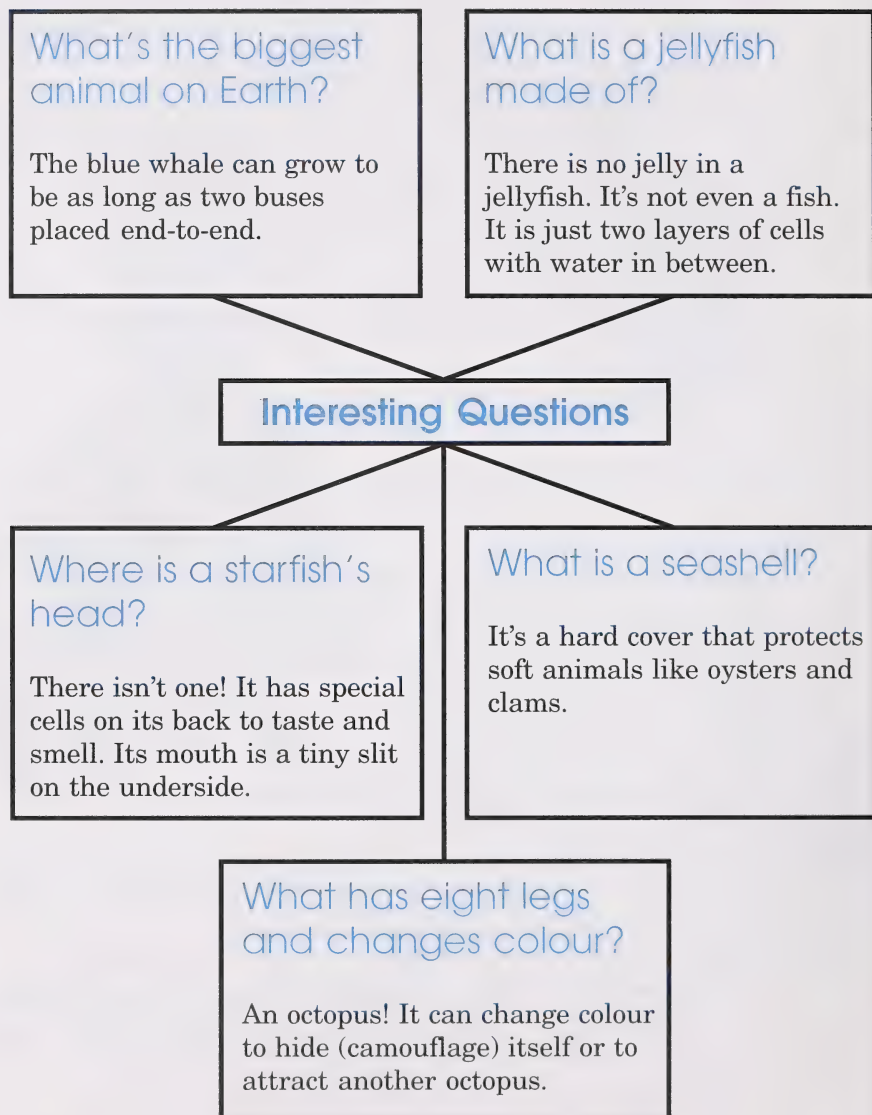 What's the biggest
animal on Earth?
The blue whale can grow to
be as long as two buses
placed end-to-end.
What is a jellyfish
made of?
There is no jelly in a
jellyfish. It's not even a fish.
It is just two layers of cells
with water in between.
Interesting Questions
Where is a starfish's
head?
There isn't one! It has special
cells on its back to taste and
smell. Its mouth is a tiny slit
on the underside.
What is a seashell?
It's a hard cover that protects
soft animals like oysters and
clams.
What has eight legs
and changes colour?
An octopus! It can change colour
to hide (camouflage) itself or to
attract another octopus.